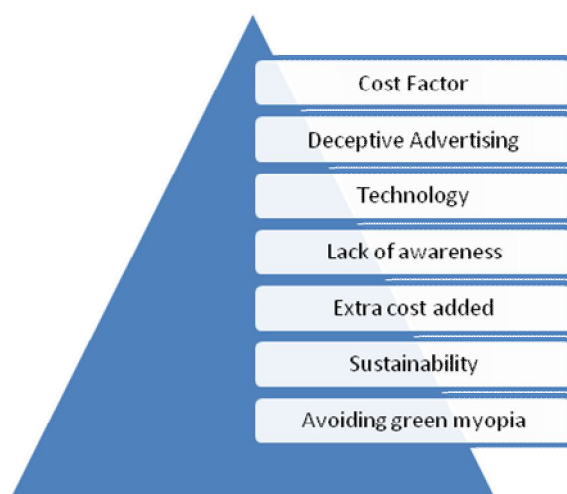 Cost Factor
Deceptive Advertising
Technology
Lack of awareness
Extra cost added
Sustainability
Avoiding green myopia